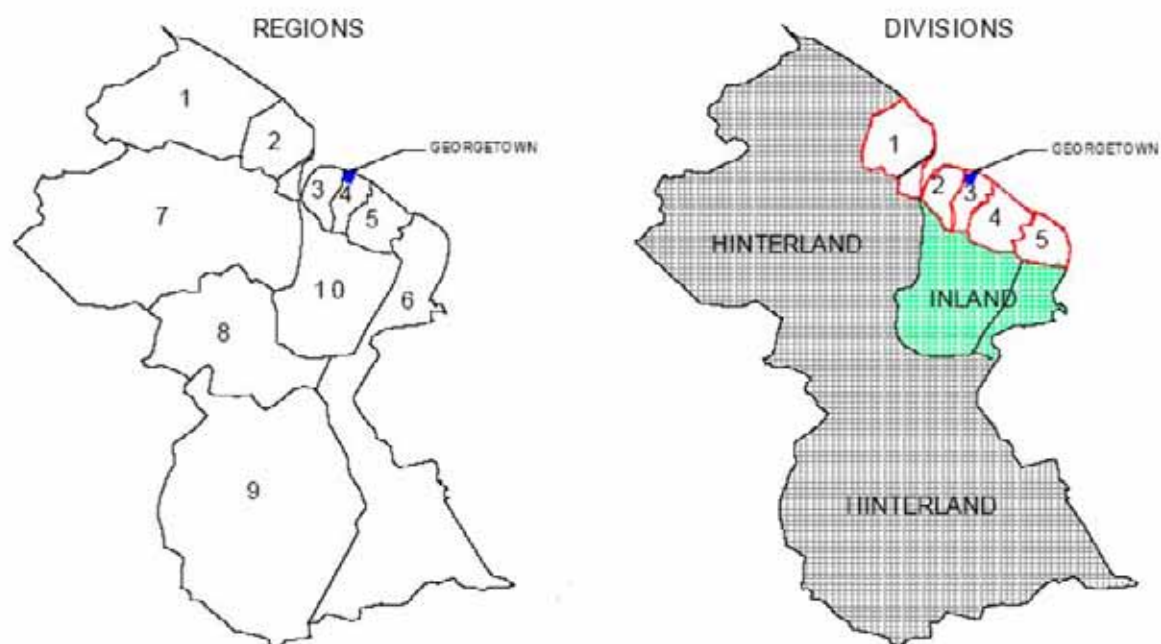 REGIONS
1
2
GEORGETOWN
3
4
5
7
10
6
8
9
DIVISIONS
1
GEORGETOWN
2
3
4
5
HINTERLAND
INLAND
HINTERLAND